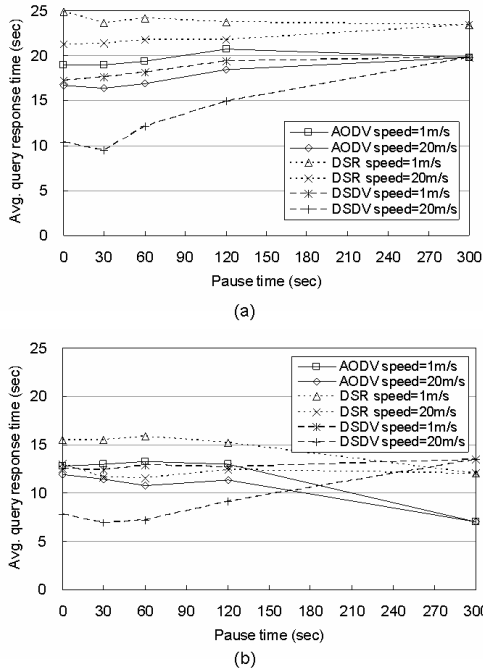 Avg. query response time (sec)
25
20
15
10
5
0
AODV speed=1m/s
AODV speed=20m/s
DSR speed=1m/s
DSR speed=20m/s
DSDV speed=1m/s
DSDV speed=20m/s
0 30 60 90 120 150 180 210 240 270 300
Pause time (sec)
(a)
Avg. query response time (sec)
25
20
15
10
5
0
AODV speed=1m/s
AODV speed=20m/s
DSR speed=1m/s
DSR speed=20m/s
DSDV speed=1m/s
DSDV speed=20m/s
0 30 60 90 120 150 180 210 240 270 300
Pause time (sec)
(b)